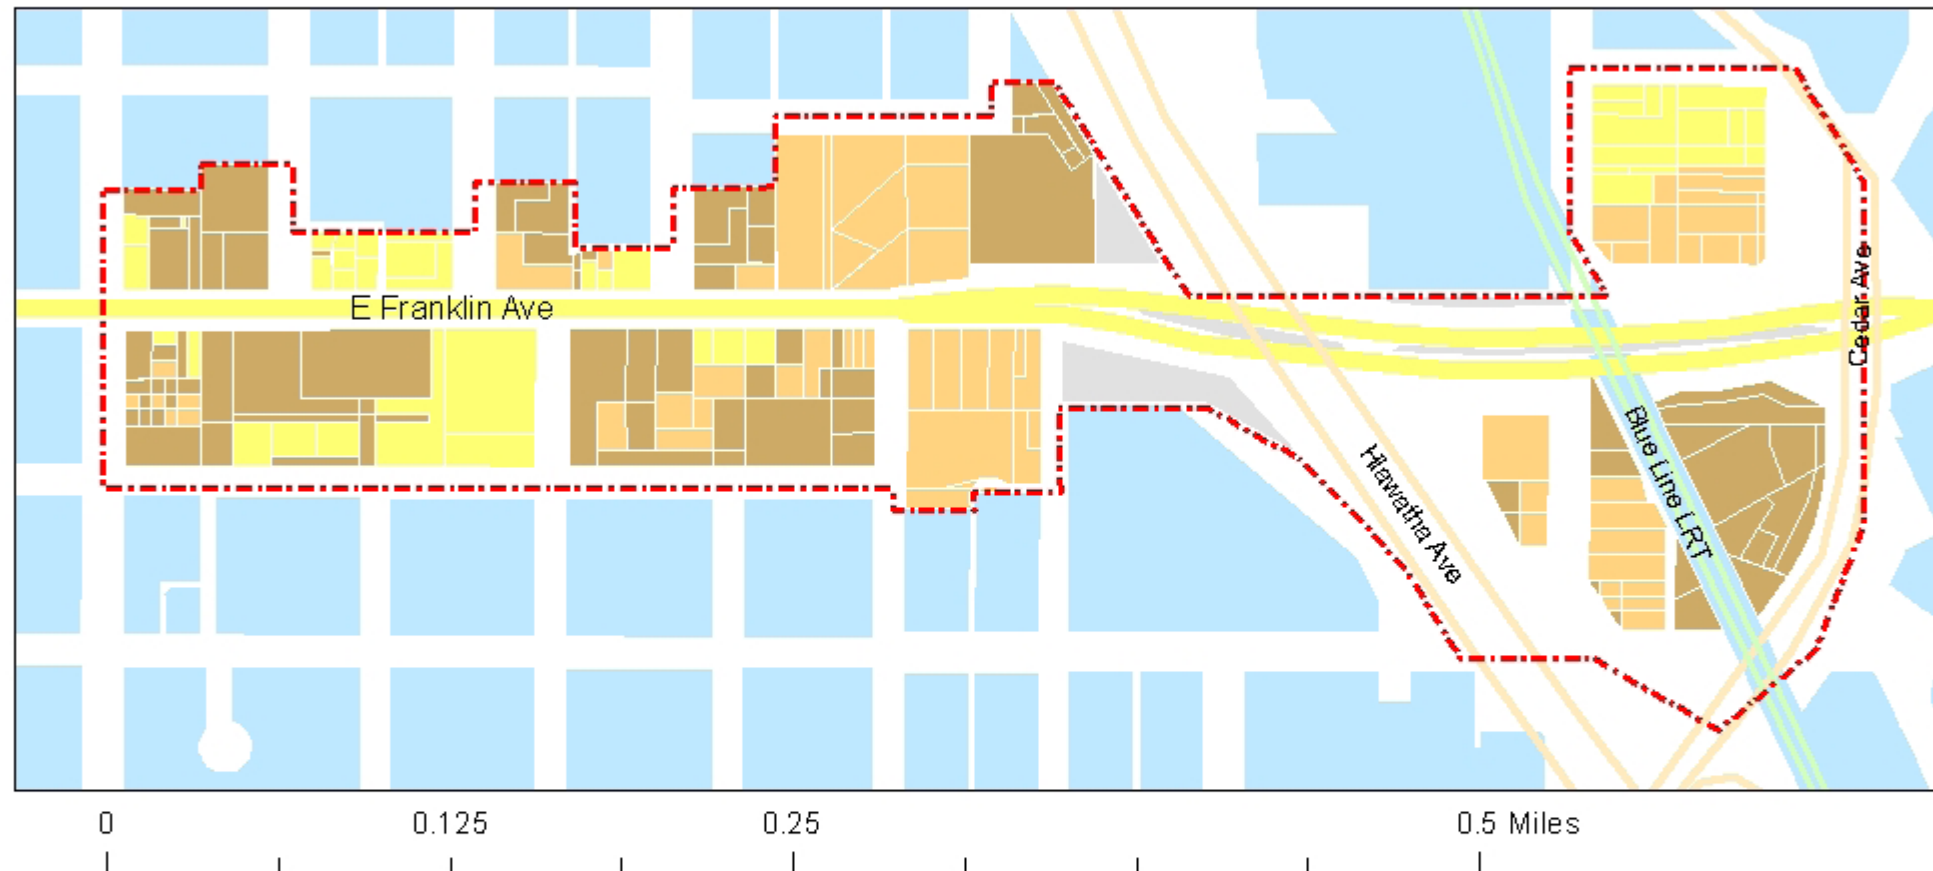 E Franklin Ave
Cedar Ave
Blue Line LRT
Hiawatha Ave
0 0.125 0.25 0.5 Miles